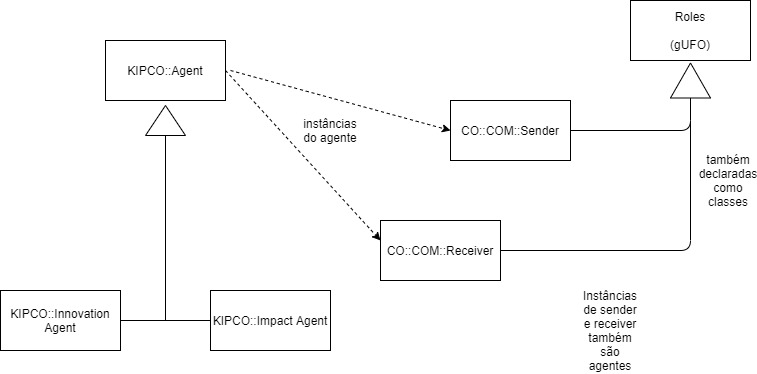 Roles
(gUFO)
KIPCO::Agent
instâncias
do agente
CO::COM::Sender
também
declaradas
como
classes
CO::COM::Receiver
KIPCO::Innovation
Agent
KIPCO::Impact Agent
Instâncias
de sender
e receiver
também
são
agentes